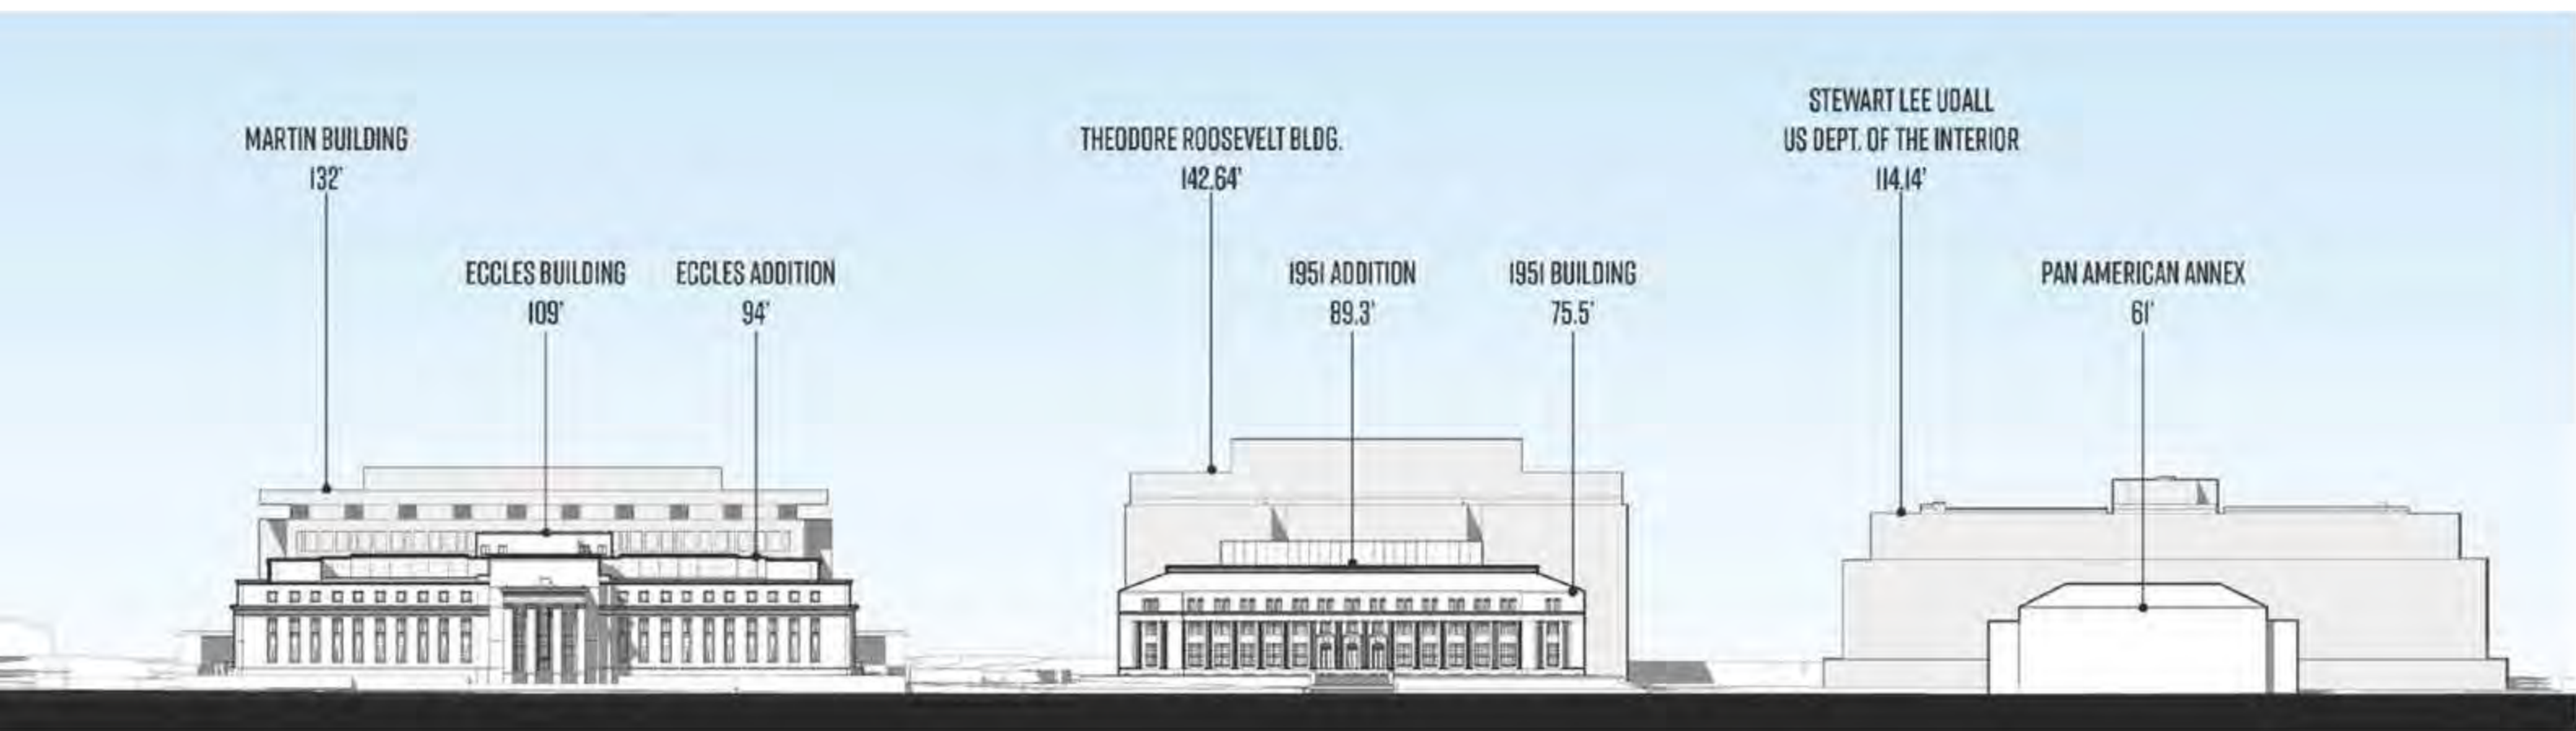 MARTIN BUILDING
132'
ECCLES BUILDING
109'
ECCLES ADDITION
94'
THEODORE ROOSEVELT BLDG.
142.64'
1951 ADDITION
89.3'
1951 BUILDING
75.5'
STEWART LEE UDALL
US DEPT. OF THE INTERIOR
114.14'
PAN AMERICAN ANNEX
61'